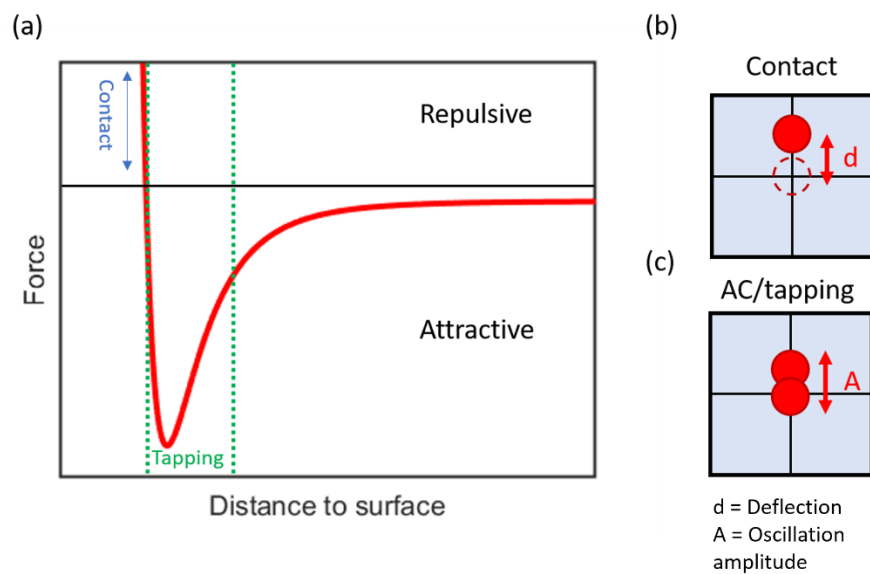 (a)
Contact
Repulsive
Force
Attractive
Tapping
Distance to surface
(b)
Contact
d
(c)
AC/tapping
A
d = Deflection
A = Oscillation
amplitude